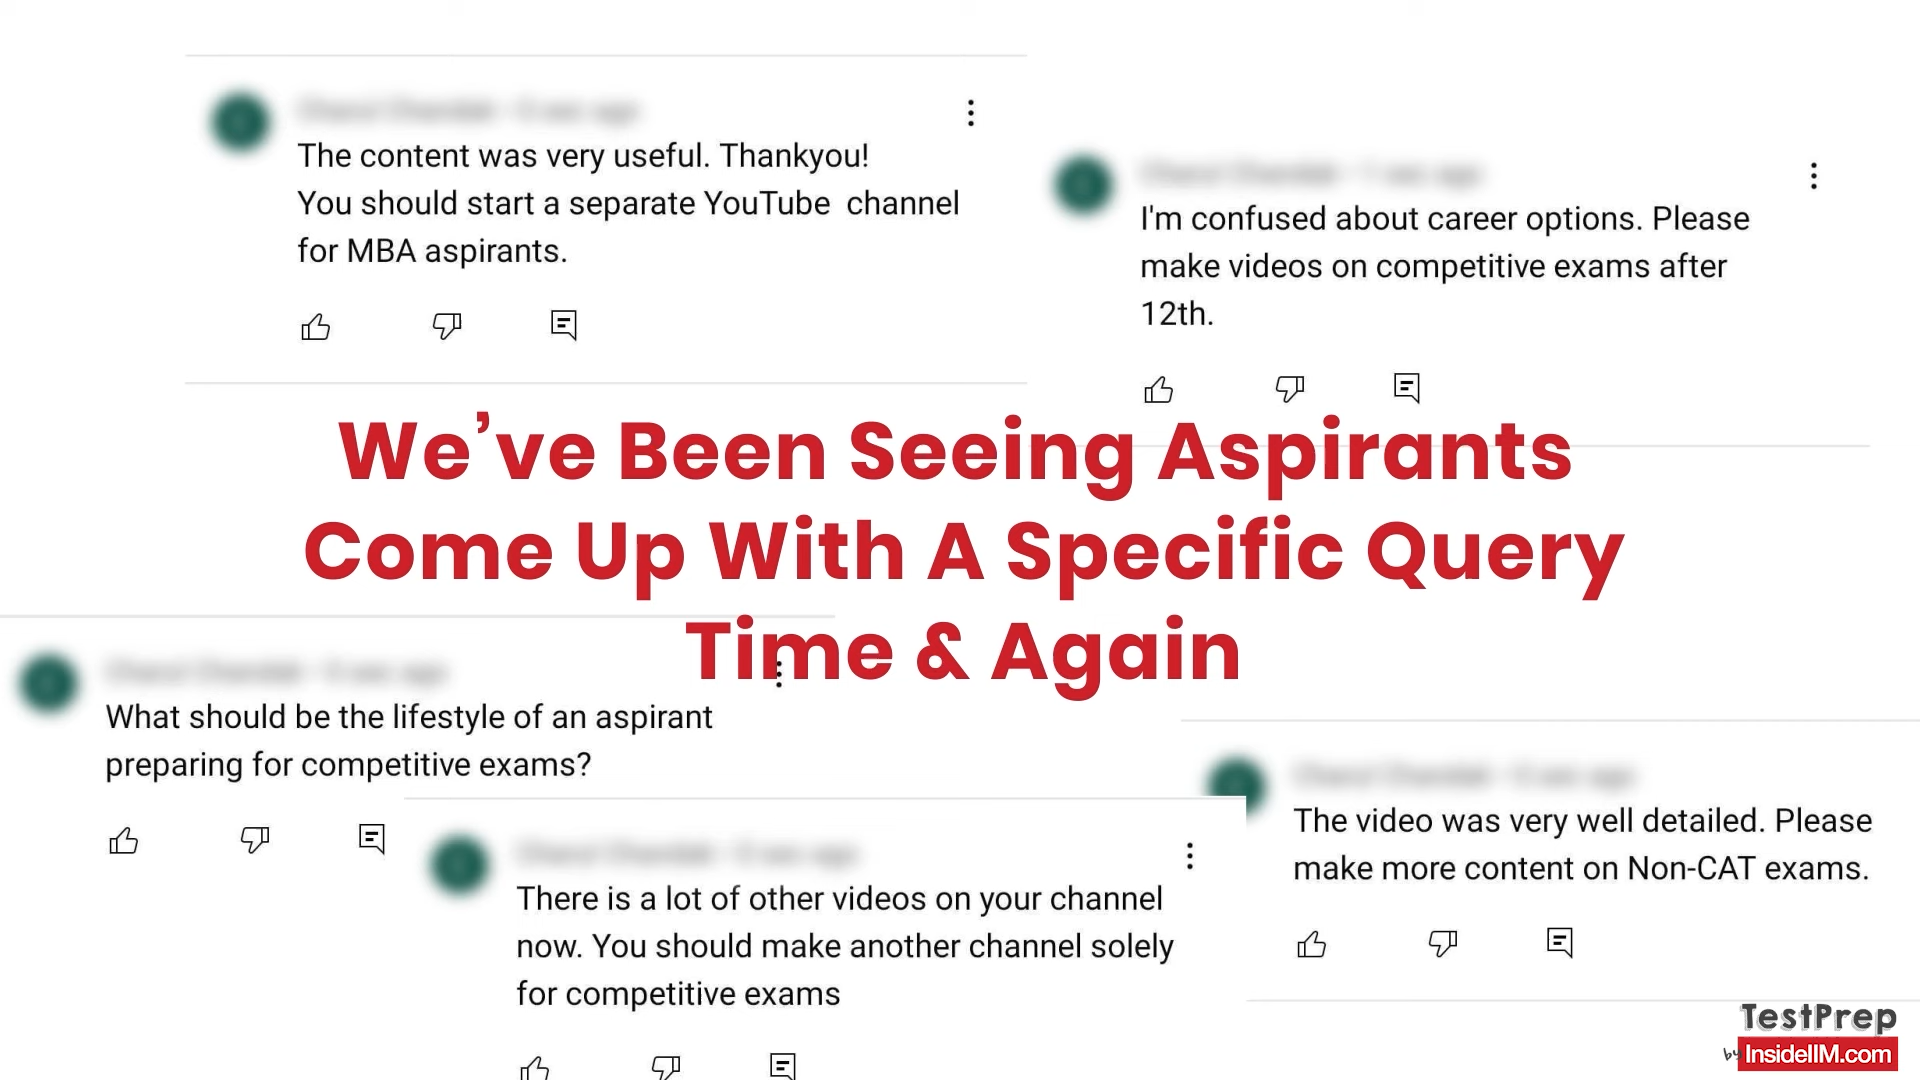 The content was very useful. Thankyou!
You should start a separate YouTube channel
for MBA aspirants.
I'm confused about career options. Please
make videos on competitive exams after
12th.
We've Been Seeing Aspirants
Come Up With A Specific Query
Time & Again
What should be the lifestyle of an aspirant
preparing for competitive exams?
There is a lot of other videos on your channel
now. You should make another channel solely
for competitive exams
The video was very well detailed. Please
make more content on Non-CAT exams.
TestPrep
by InsideIIM.com